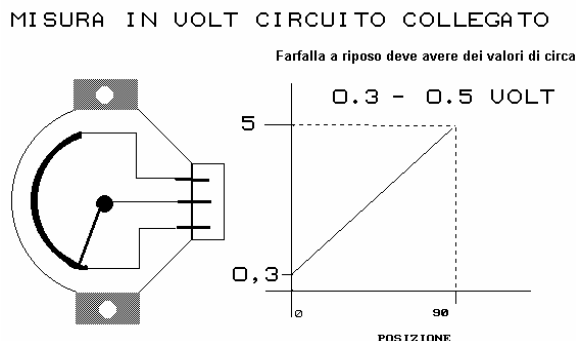 MISURA IN VOLT CIRCUITO COLLEGATO
Farfalla a riposo deve avere dei valori di circa
0.3 - 0.5 VOLT
5
0,3
0
90
POSIZIONE